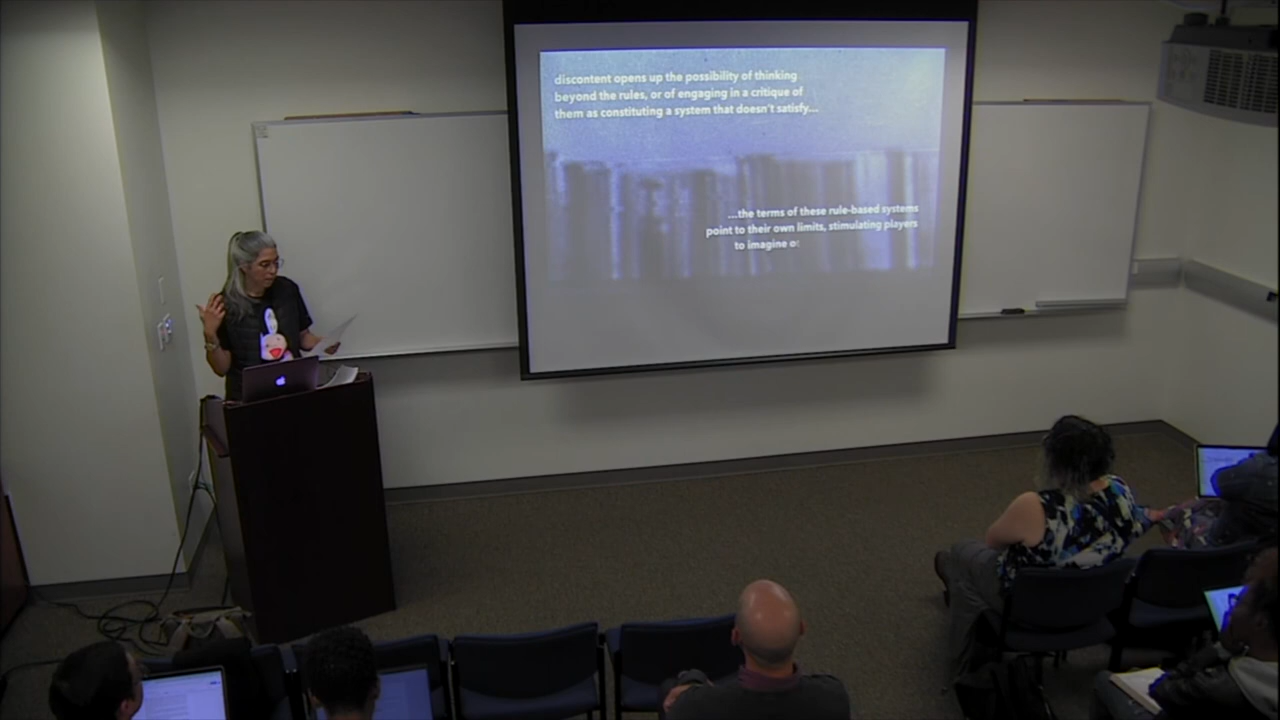 discontent opens up the possibility of thinking
beyond the rules, or of engaging in a critique of
them as constituting a system that doesn't satisfy...
...the terms of these rule-based systems
point to their own limits, stimulating players
to imagine o